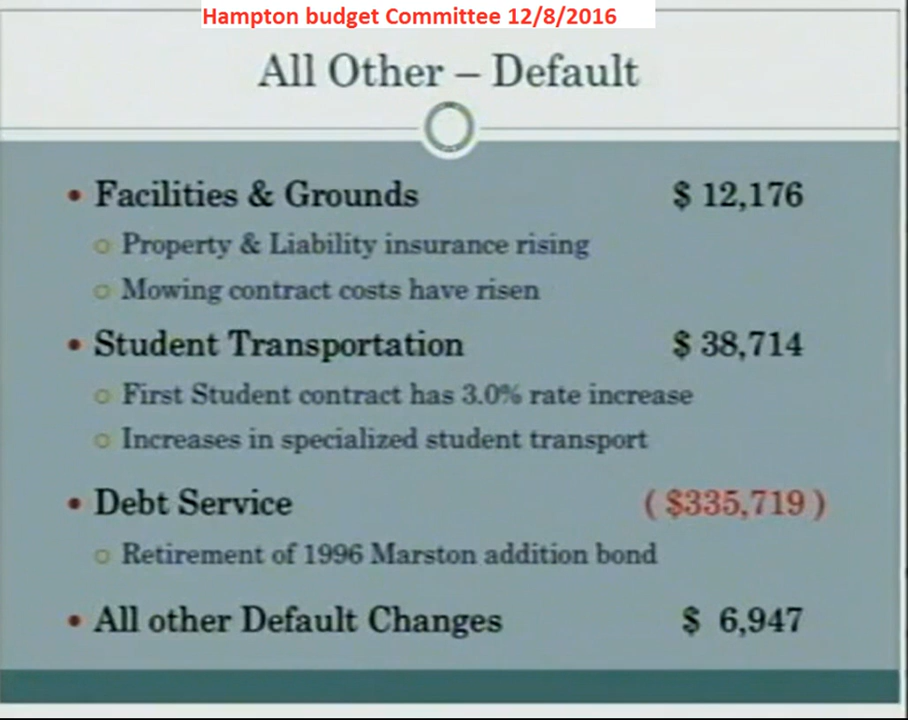 Hampton budget Committee 12/8/2016
All Other – Default
• Facilities & Grounds $ 12,176
○ Property & Liability insurance rising
○ Mowing contract costs have risen
• Student Transportation $ 38,714
○ First Student contract has 3.0% rate increase
○ Increases in specialized student transport
• Debt Service ( $335,719 )
○ Retirement of 1996 Marston addition bond
• All other Default Changes $ 6,947